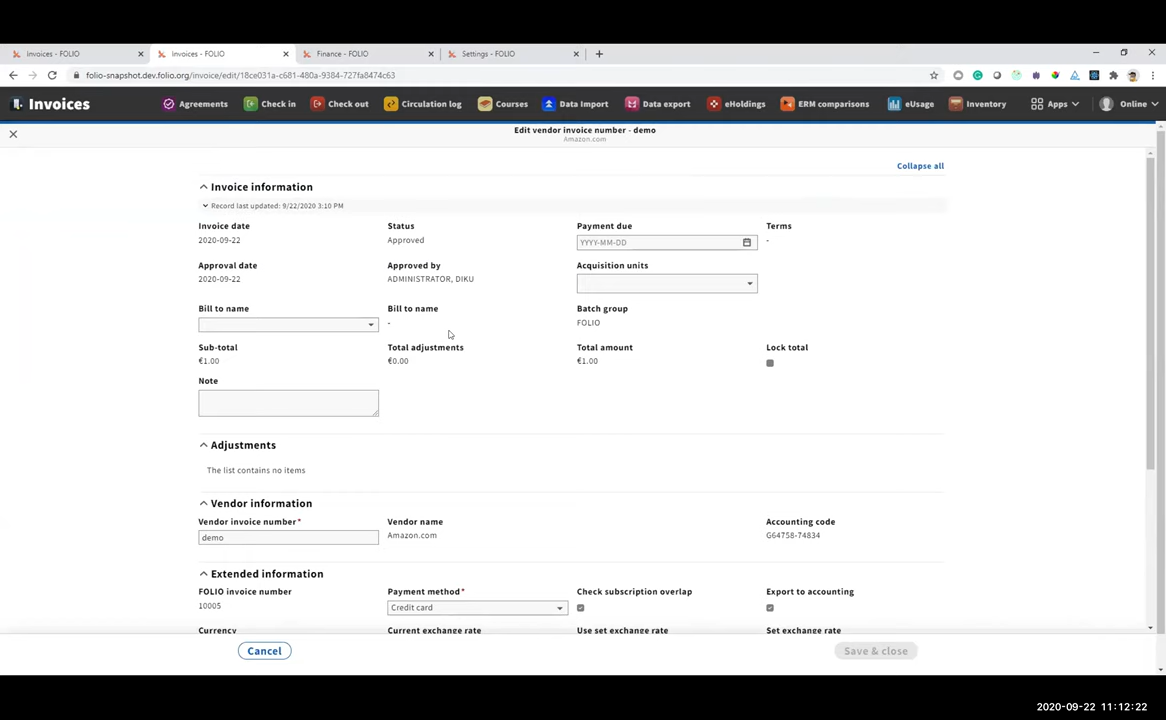 invoices - FOLIO
Invoices - FOLIO
Finance - FOLIO
Settings - FOLIO
folio-snapshot.dev.folio.org/invoice/edit/18ce031a-c681-480a-9384-727fa8474c63
Invoices Agreements Check in Check out Circulation log Courses Data Import Data export eHoldings ERM comparisons eUsage Inventory Apps Online
Edit vendor invoice number - demo
Amazon.com
Collapse all
Invoice information
Record last updated: 9/22/2020 3:10 PM
Invoice date Status Payment due Terms
2020-09-22 Approved YYYY-MM-DD -
Approval date Approved by Acquisition units
2020-09-22 ADMINISTRATOR, DIKU
Bill to name Bill to name Batch group
- FOLIO
Sub-total Total adjustments Total amount Lock total
€1.00 €0.00 €1.00
Note
Adjustments
The list contains no items
Vendor information
Vendor invoice number* Vendor name Accounting code
demo Amazon.com G64758-74834
Extended information
FOLIO invoice number Payment method* Check subscription overlap Export to accounting
10005 Credit card
Currency Current exchange rate Use set exchange rate Set exchange rate
Cancel Save & close
2020-09-22 11:12:22